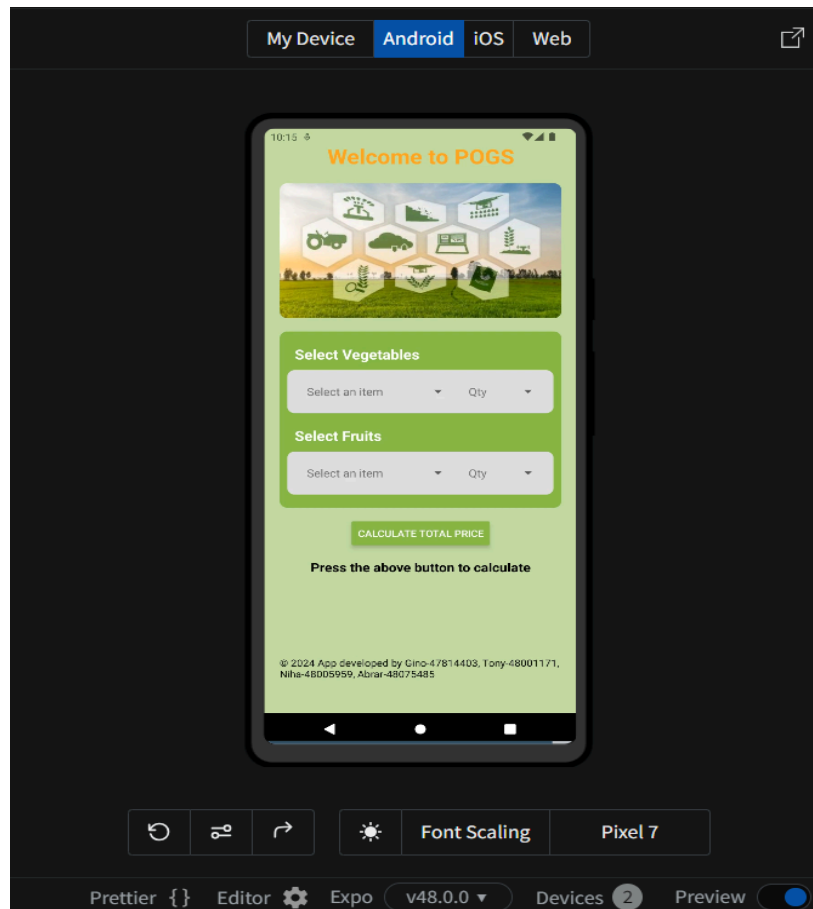 My Device Android iOS Web
10:15
Welcome to POGS
Select Vegetables
Select an item Qty
Select Fruits
Select an item Qty
CALCULATE TOTAL PRICE
Press the above button to calculate
© 2024 App developed by Gino-47814403, Tony-48001171,
Niha-48005959, Abrar-48075485
Font Scaling Pixel 7
Prettier { } Editor Expo v48.0.0 Devices 2 Preview